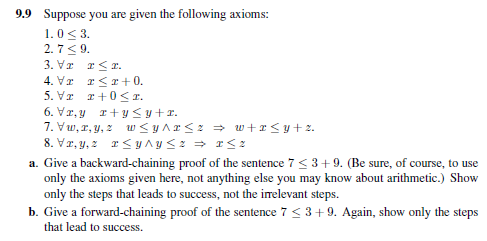 9.9 Suppose you are given the following axioms:
1. 0 ≤ 3.
2. 7 ≤ 9.
3. ∀x x ≤ x.
4. ∀x x ≤ x + 0.
5. ∀x x + 0 ≤ x.
6. ∀x, y x + y ≤ y + x.
7. ∀w, x, y, z w ≤ y ∧ x ≤ z ⇒ w + x ≤ y + z.
8. ∀x, y, z x ≤ y ∧ y ≤ z ⇒ x ≤ z
a. Give a backward-chaining proof of the sentence 7 ≤ 3 + 9. (Be sure, of course, to use
only the axioms given here, not anything else you may know about arithmetic.) Show
only the steps that leads to success, not the irrelevant steps.
b. Give a forward-chaining proof of the sentence 7 ≤ 3 + 9. Again, show only the steps
that lead to success.